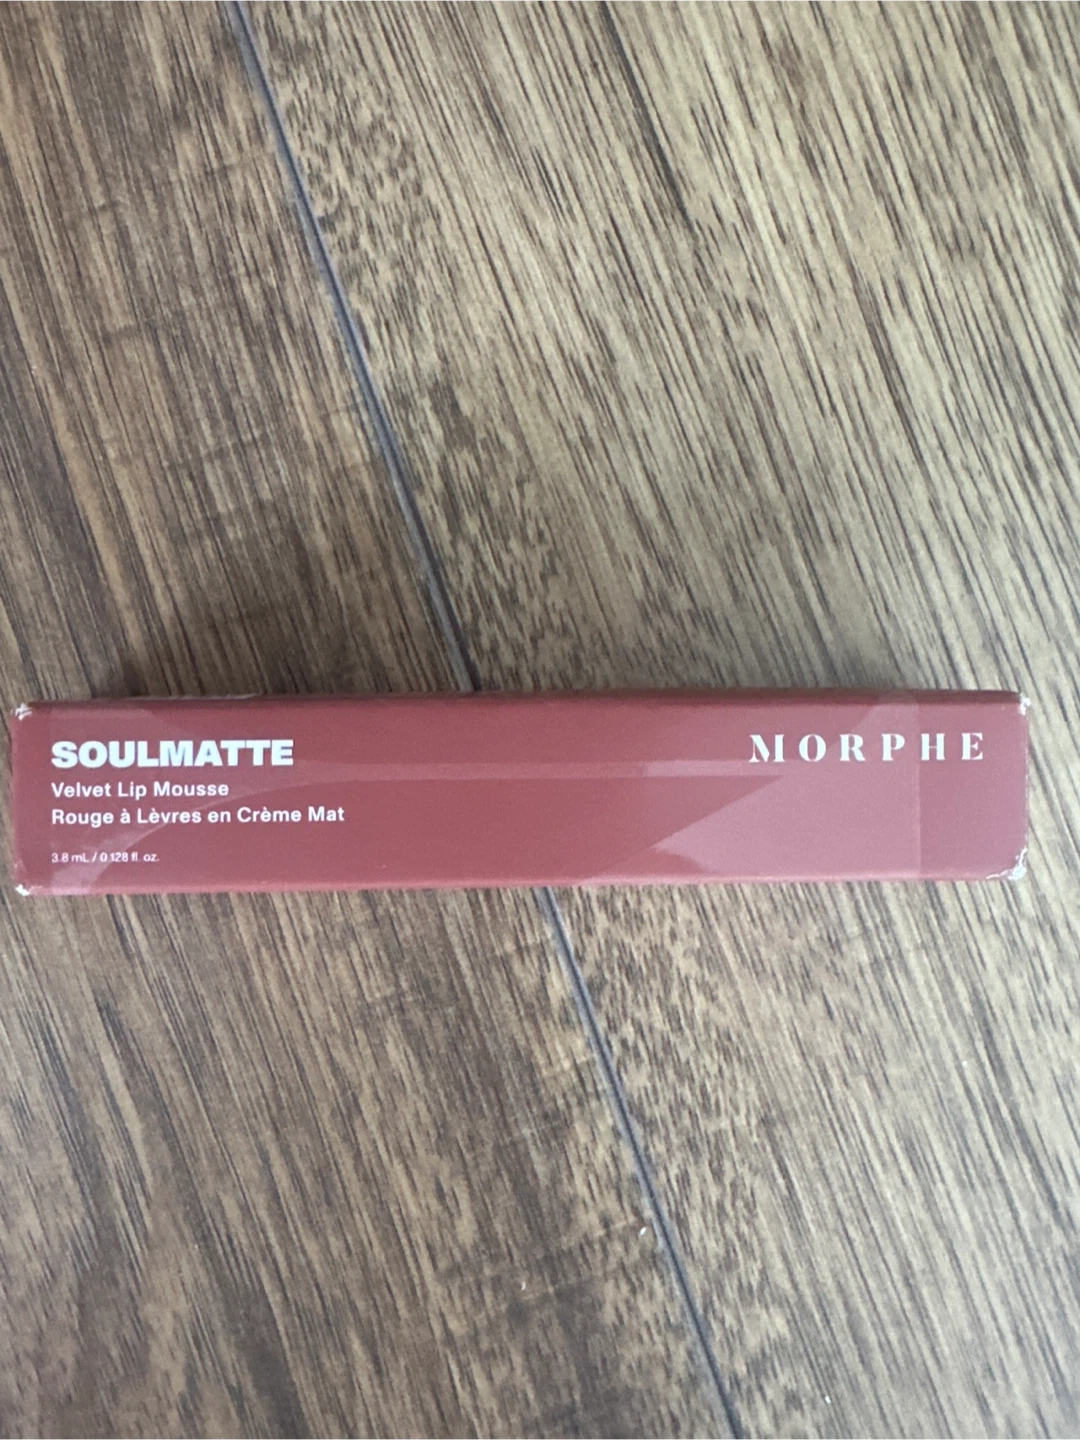 SOULMATTE
Velvet Lip Mousse
Rouge à Lèvres en Crème Mat
3.8 mL / 0.128 fl. oz.
MORPHE